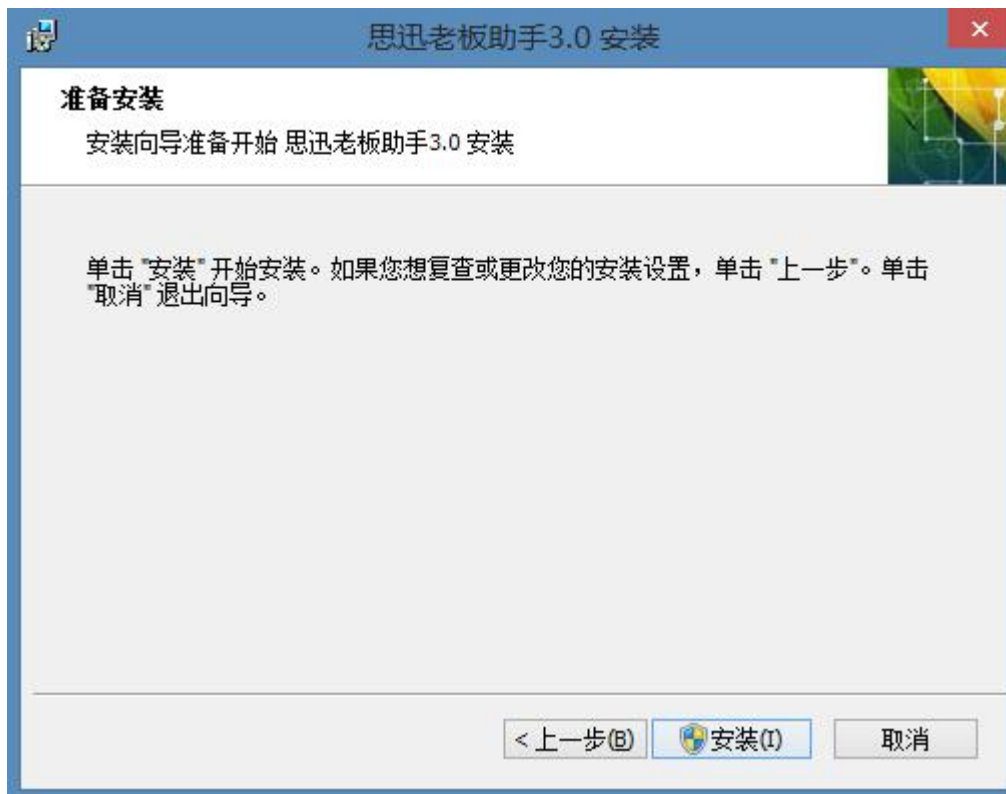 思迅老板助手3.0 安装
准备安装
安装向导准备开始 思迅老板助手3.0 安装
单击 "安装" 开始安装。如果您想复查或更改您的安装设置，单击 "上一步"。单击
"取消" 退出向导。
< 上一步(B)
安装(I)
取消